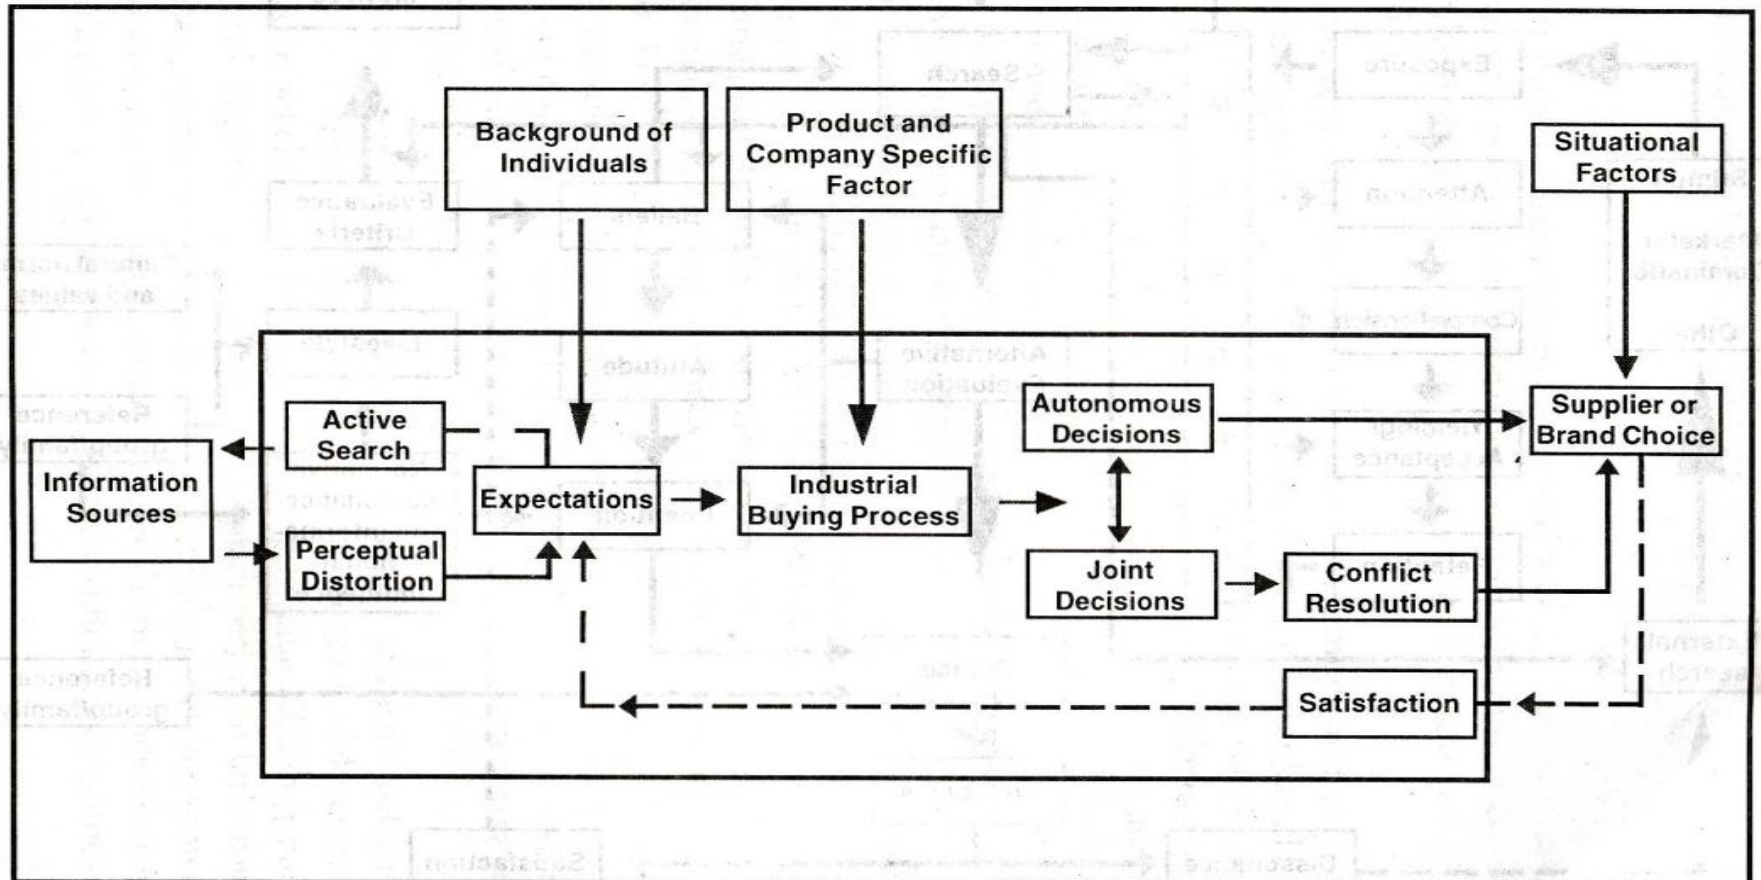 Background of
Individuals
Product and
Company Specific
Factor
Situational
Factors
Active
Search
Autonomous
Decisions
Supplier or
Brand Choice
Information
Sources
Expectations
Industrial
Buying Process
Perceptual
Distortion
Joint
Decisions
Conflict
Resolution
Satisfaction